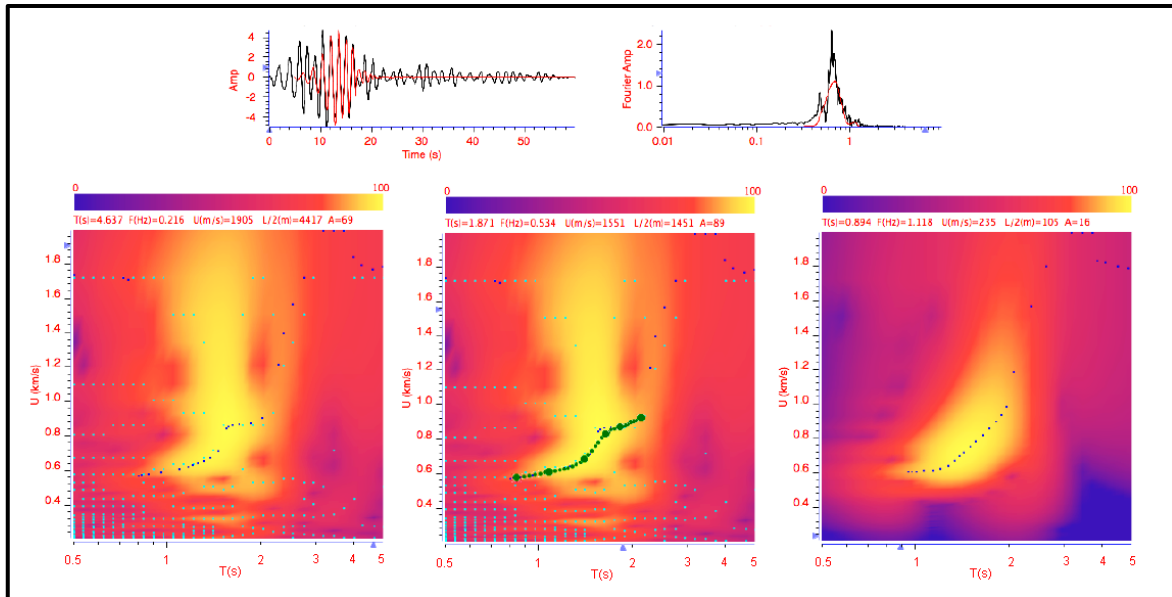 4
2
0
-2
-4
Amp
0 10 20 30 40 50
Time (s)
2.0
1.0
0.0
Fourier Amp
0.01 0.1 1
0 100
T(s)=4.637 F(Hz)=0.216 U(m/s)=1905 L/2(m)=4417 A=69
1.8
1.6
1.4
1.2
1.0
0.8
0.6
0.4
U (km/s)
0.5 1 2 3 4 5
T(s)
0 100
T(s)=1.871 F(Hz)=0.534 U(m/s)=1551 L/2(m)=1451 A=89
1.8
1.6
1.4
1.2
1.0
0.8
0.6
0.4
U (km/s)
0.5 1 2 3 4 5
T(s)
0 100
T(s)=0.894 F(Hz)=1.118 U(m/s)=235 L/2(m)=105 A=16
1.8
1.6
1.4
1.2
1.0
0.8
0.6
0.4
U (km/s)
0.5 1 2 3 4 5
T(s)